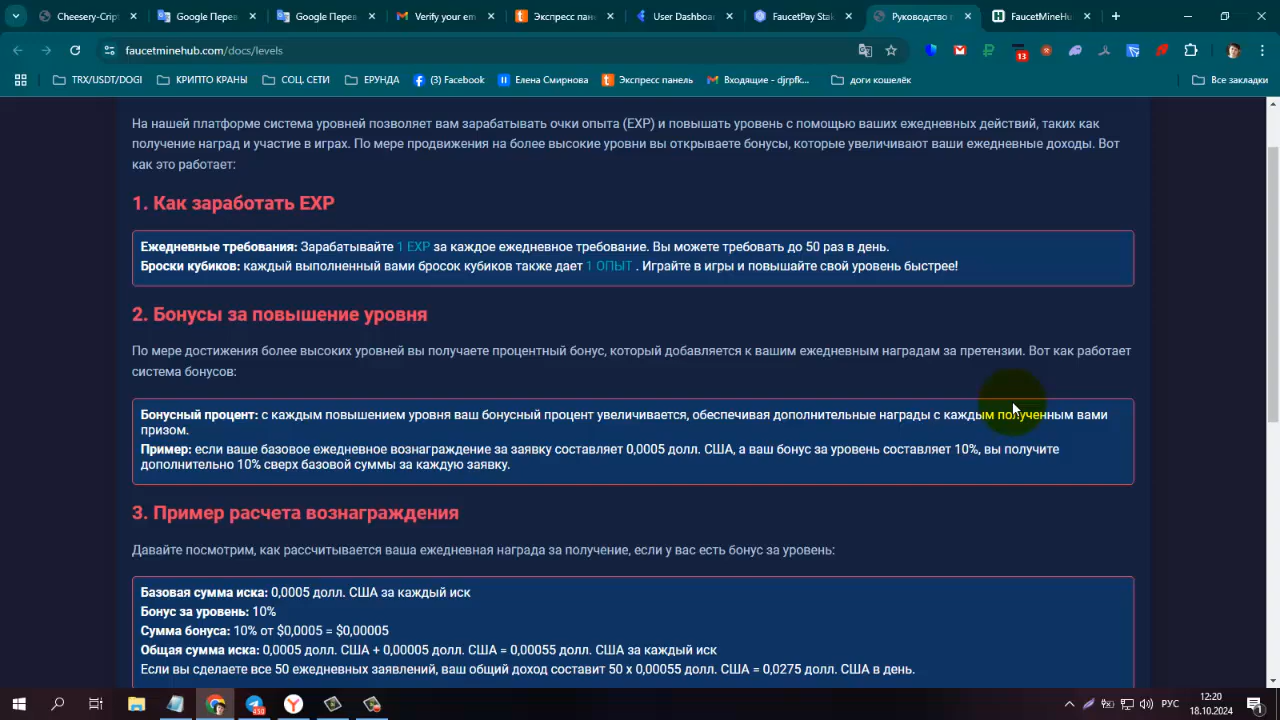 Cheesery-Cript
Google Перев
Google Перев
Verify your em
Экспресс пане
User Dashboa
FaucetPay Stak
Руководство п
FaucetMineHub
faucetminehub.com/docs/levels
13
TRX/USDT/DOGI
КРИПТО КРАНЫ
СОЦ. СЕТИ
ЕРУНДА
(3) Facebook
Елена Смирнова
Экспресс панель
Входящие - djrpfk...
доги кошелёк
Все закладки
На нашей платформе система уровней позволяет вам зарабатывать очки опыта (EXP) и повышать уровень с помощью ваших ежедневных действий, таких как
получение наград и участие в играх. По мере продвижения на более высокие уровни вы открываете бонусы, которые увеличивают ваши ежедневные доходы. Вот
как это работает:
1. Как заработать EXP
Ежедневные требования: Зарабатывайте 1 EXP за каждое ежедневное требование. Вы можете требовать до 50 раз в день.
Броски кубиков: каждый выполненный вами бросок кубиков также дает 1 ОПЫТ . Играйте в игры и повышайте свой уровень быстрее!
2. Бонусы за повышение уровня
По мере достижения более высоких уровней вы получаете процентный бонус, который добавляется к вашим ежедневным наградам за претензии. Вот как работает
система бонусов:
Бонусный процент: с каждым повышением уровня ваш бонусный процент увеличивается, обеспечивая дополнительные награды с каждым полученным вами
призом.
Пример: если ваше базовое ежедневное вознаграждение за заявку составляет 0,0005 долл. США, а ваш бонус за уровень составляет 10%, вы получите
дополнительно 10% сверх базовой суммы за каждую заявку.
3. Пример расчета вознаграждения
Давайте посмотрим, как рассчитывается ваша ежедневная награда за получение, если у вас есть бонус за уровень:
Базовая сумма иска: 0,0005 долл. США за каждый иск
Бонус за уровень: 10%
Сумма бонуса: 10% от $0,0005 = $0,00005
Общая сумма иска: 0,0005 долл. США + 0,00005 долл. США = 0,00055 долл. США за каждый иск
Если вы сделаете все 50 ежедневных заявлений, ваш общий доход составит 50 x 0,00055 долл. США = 0,0275 долл. США в день.
РУС
12:20
18.10.2024